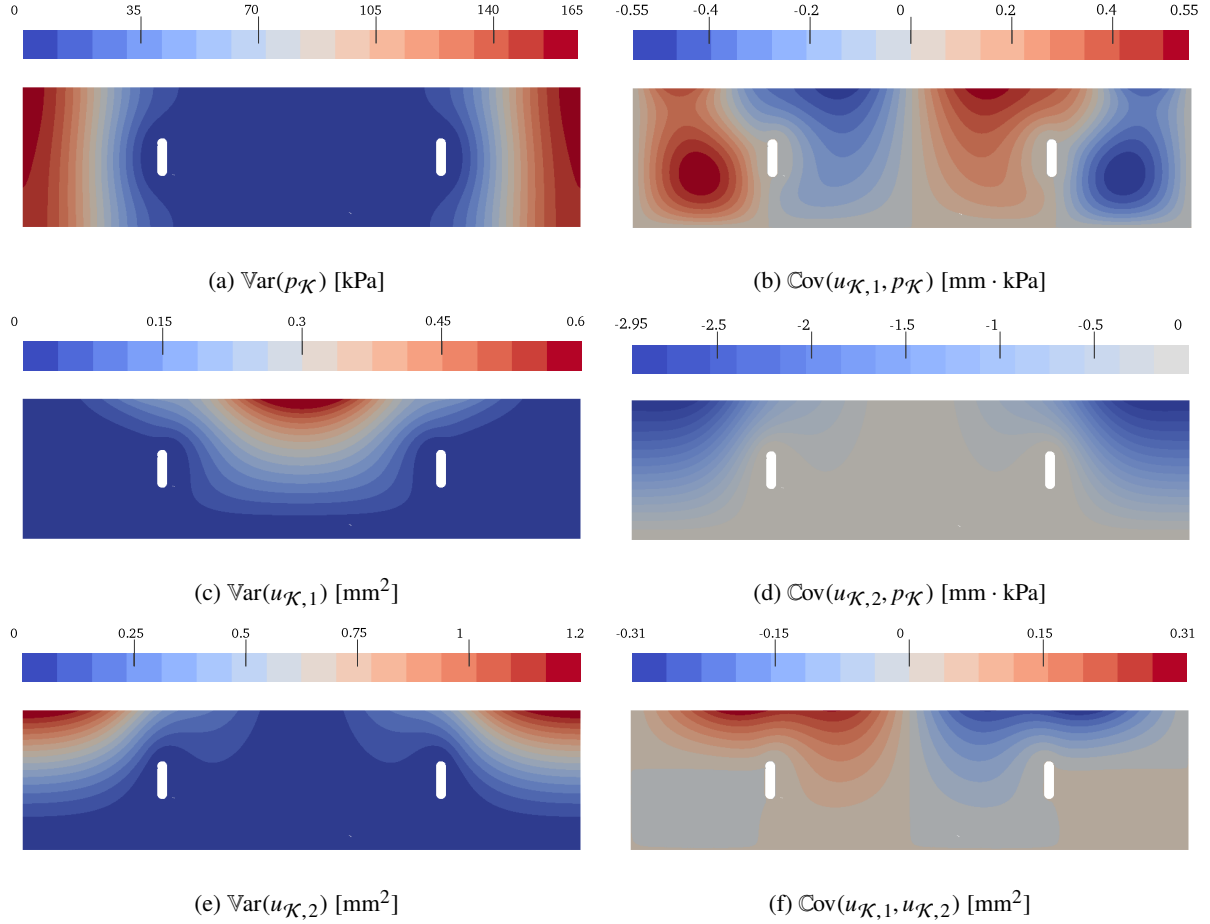 0 35 70 105 140 165
-0.55 -0.4 -0.2 0 0.2 0.4 0.55
(a) 𝕍ar(p𝒦) [kPa]
(b) ℂov(u𝒦,1, p𝒦) [mm · kPa]
0 0.15 0.3 0.45 0.6
-2.95 -2.5 -2 -1.5 -1 -0.5 0
(c) 𝕍ar(u𝒦,1) [mm²]
(d) ℂov(u𝒦,2, p𝒦) [mm · kPa]
0 0.25 0.5 0.75 1 1.2
-0.31 -0.15 0 0.15 0.31
(e) 𝕍ar(u𝒦,2) [mm²]
(f) ℂov(u𝒦,1, u𝒦,2) [mm²]